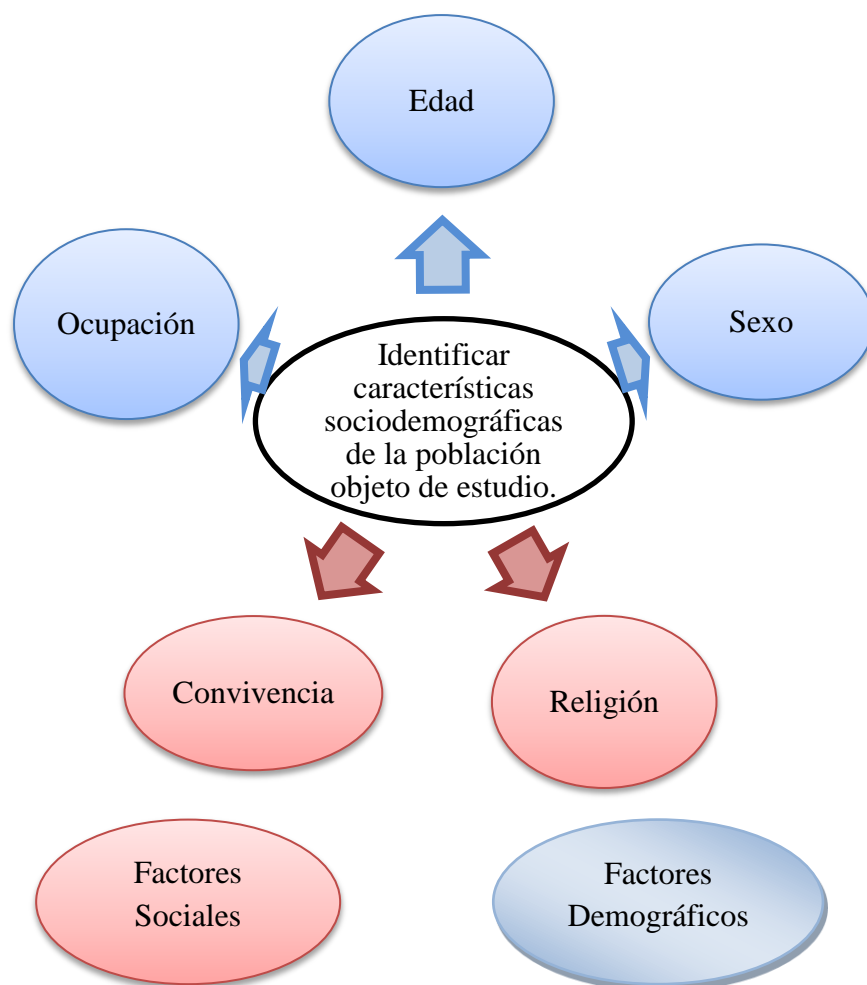 Edad
Ocupación
Sexo
Identificar
características
sociodemográficas
de la población
objeto de estudio.
Convivencia
Religión
Factores
Sociales
Factores
Demográficos